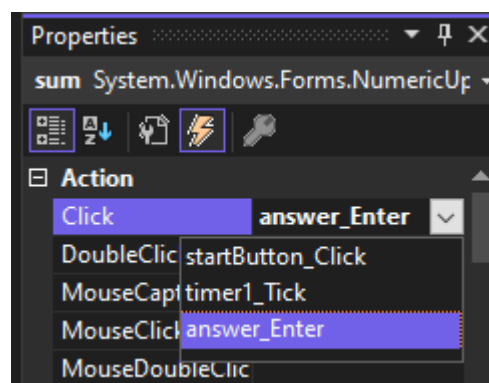 Properties
sum System.Windows.Forms.NumericUp
Action
Click answer_Enter
DoubleClic startButton_Click
MouseCapt timer1_Tick
MouseClick answer_Enter
MouseDoubleClic